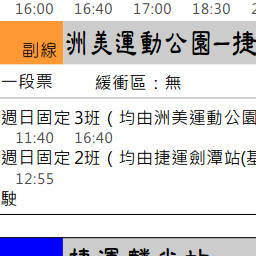 16:00 16:40 17:00 18:30
副線 洲美運動公園─捷
一段票 緩衝區：無
週日固定 3班（均由洲美運動公園
11:40 16:40
週日固定 2班（均由捷運劍潭站(基
12:55
駛